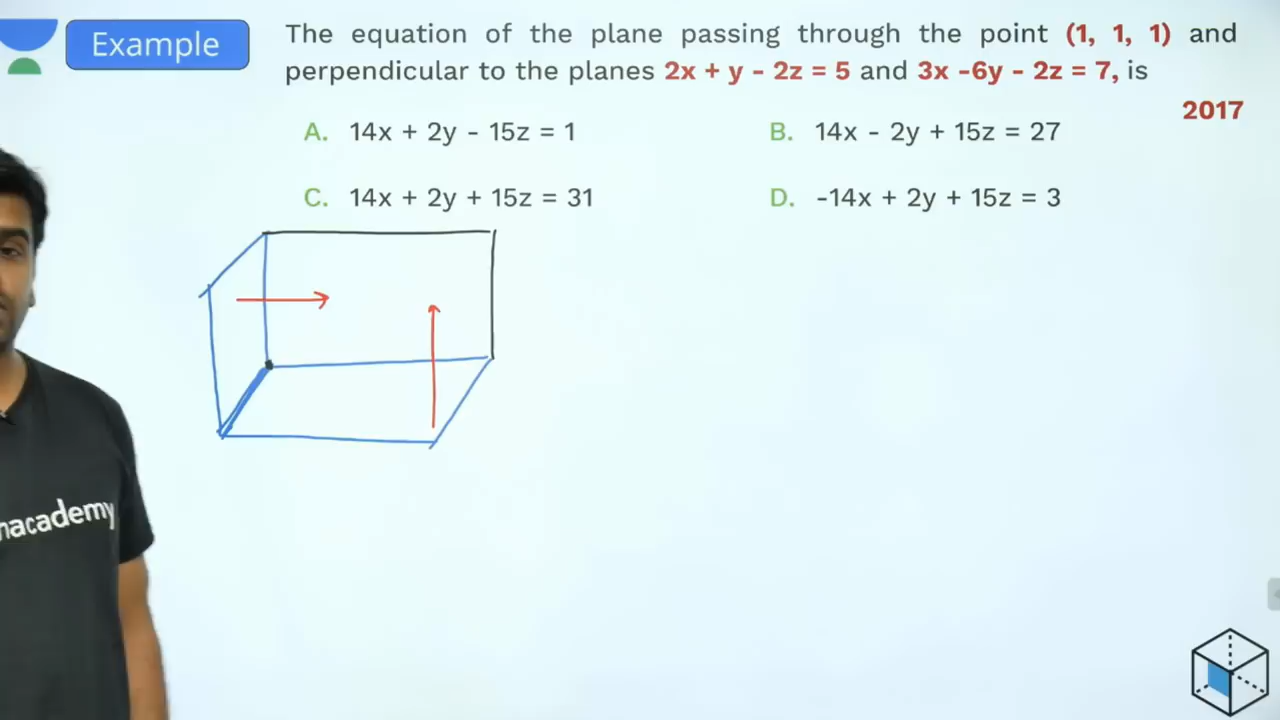 Example
The equation of the plane passing through the point (1, 1, 1) and
perpendicular to the planes 2x + y - 2z = 5 and 3x -6y - 2z = 7, is
2017
A. 14x + 2y - 15z = 1
B. 14x - 2y + 15z = 27
C. 14x + 2y + 15z = 31
D. -14x + 2y + 15z = 3
nacademy